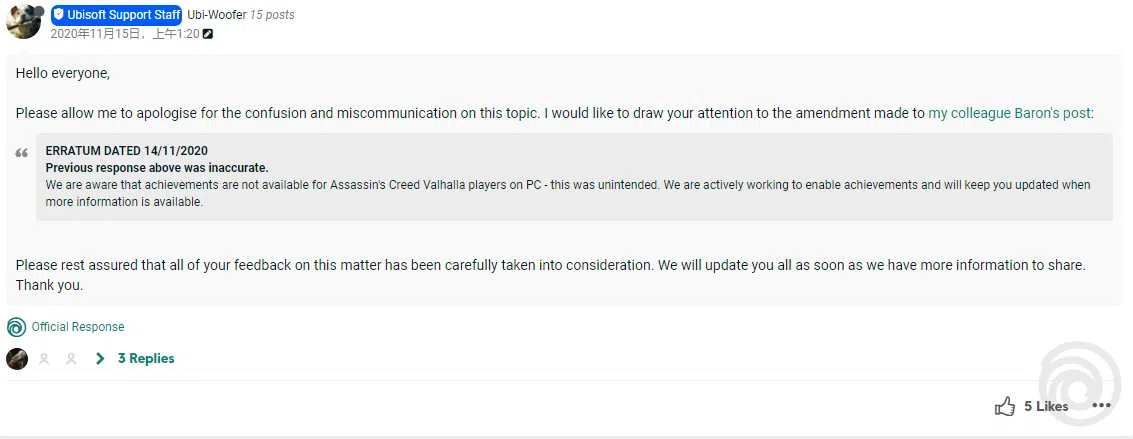 Ubisoft Support Staff Ubi-Woofer 15 posts
2020年11月15日，上午1:20
Hello everyone,
Please allow me to apologise for the confusion and miscommunication on this topic. I would like to draw your attention to the amendment made to my colleague Baron's post:
ERRATUM DATED 14/11/2020
Previous response above was inaccurate.
We are aware that achievements are not available for Assassin's Creed Valhalla players on PC - this was unintended. We are actively working to enable achievements and will keep you updated when
more information is available.
Please rest assured that all of your feedback on this matter has been carefully taken into consideration. We will update you all as soon as we have more information to share.
Thank you.
Official Response
3 Replies
5 Likes